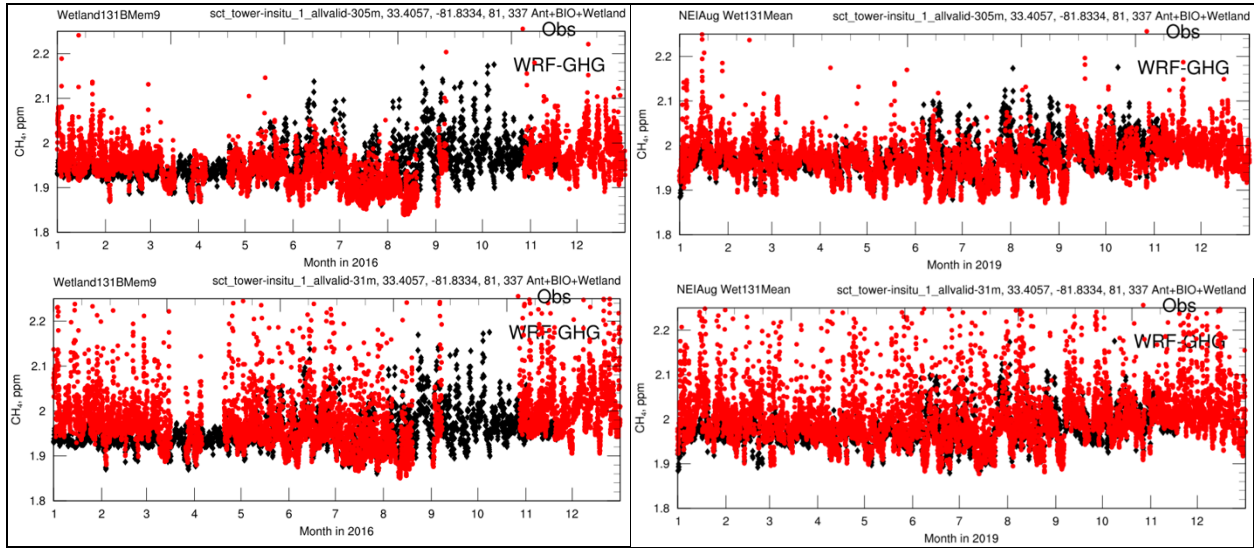 Wetland131BMem9 sct_tower-insitu_1_allvalid-305m, 33.4057, -81.8334, 81, 337 Ant+BIO+Wetland
Obs
WRF-GHG
CH4, ppm
2.2
2.1
2
1.9
1.8
1 2 3 4 5 6 7 8 9 10 11 12
Month in 2016
NEIAug Wet131Mean sct_tower-insitu_1_allvalid-305m, 33.4057, -81.8334, 81, 337 Ant+BIO+Wetland
Obs
WRF-GHG
CH4, ppm
2.2
2.1
2
1.9
1.8
1 2 3 4 5 6 7 8 9 10 11 12
Month in 2019
Wetland131BMem9 sct_tower-insitu_1_allvalid-31m, 33.4057, -81.8334, 81, 337 Ant+BIO+Wetland
Obs
WRF-GHG
CH4, ppm
2.2
2.1
2
1.9
1.8
1 2 3 4 5 6 7 8 9 10 11 12
Month in 2016
NEIAug Wet131Mean sct_tower-insitu_1_allvalid-31m, 33.4057, -81.8334, 81, 337 Ant+BIO+Wetland
Obs
WRF-GHG
CH4, ppm
2.2
2.1
2
1.9
1.8
1 2 3 4 5 6 7 8 9 10 11 12
Month in 2019